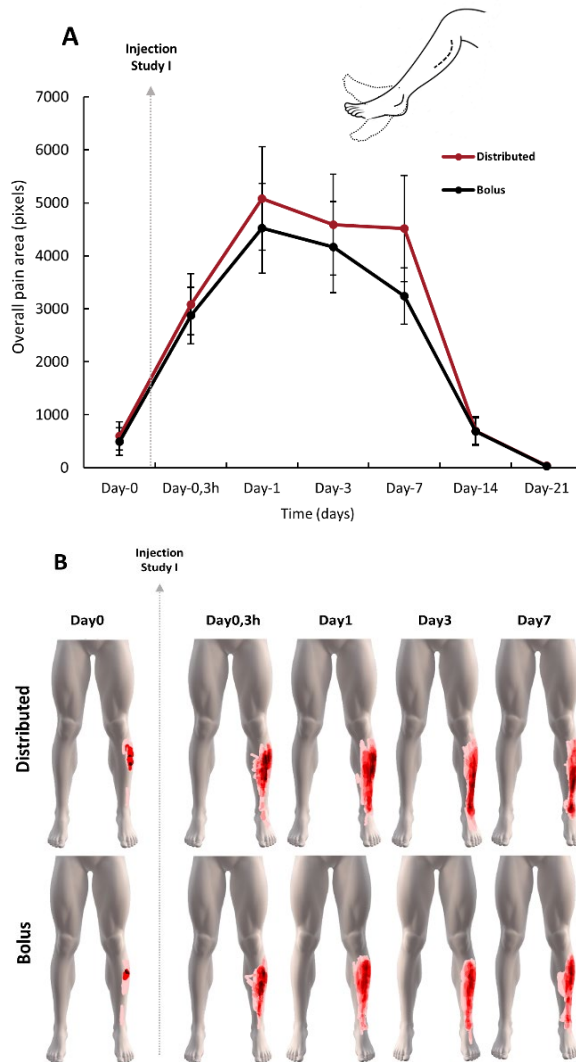 A
Injection
Study I
7000
6000
5000
4000
3000
2000
1000
0
Overall pain area (pixels)
Distributed
Bolus
Day-0
Day-0,3h
Day-1
Day-3
Day-7
Day-14
Day-21
Time (days)
B
Injection
Study I
Day0
Day0,3h
Day1
Day3
Day7
Distributed
Bolus